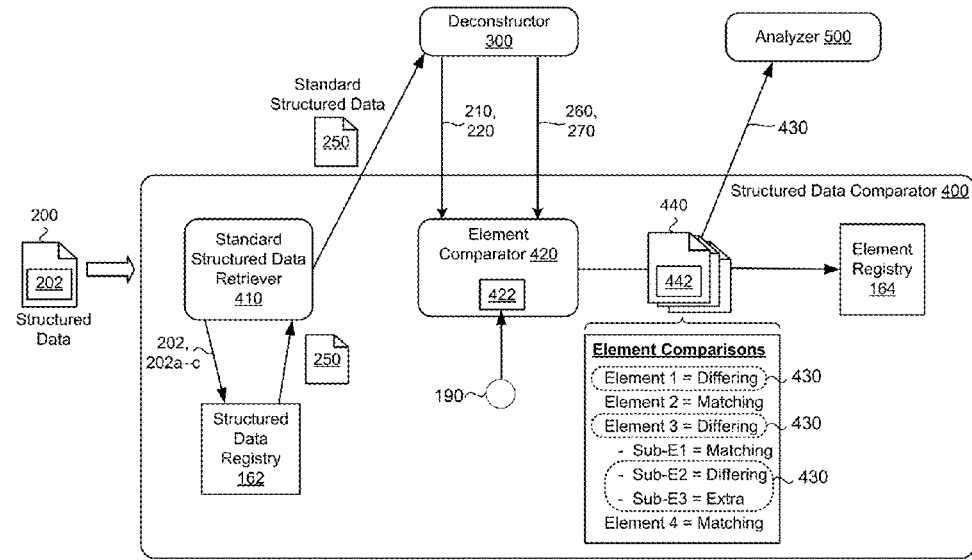 Deconstructor
300
Analyzer 500
Standard
Structured Data
250
210,
220
260,
270
430
Structured Data Comparator 400
200
202
Structured
Data
Standard
Structured Data
Retriever
410
Element
Comparator 420
422
440
442
Element
Registry
164
202,
202a-c
250
190
Structured
Data
Registry
162
Element Comparisons
Element 1 = Differing
430
Element 2 = Matching
Element 3 = Differing
430
- Sub-E1 = Matching
- Sub-E2 = Differing
430
- Sub-E3 = Extra
Element 4 = Matching